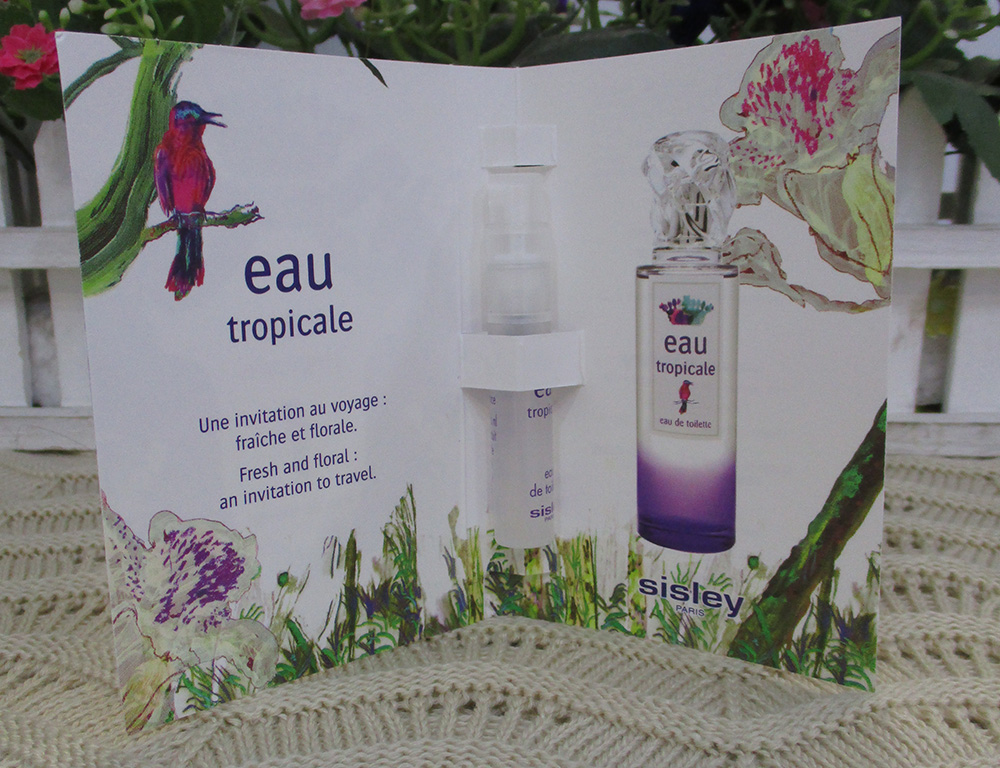 eau
tropicale
Une invitation au voyage :
fraîche et florale.
Fresh and floral :
an invitation to travel.
eau
tropicale
eau de toilette
sisley
PARIS